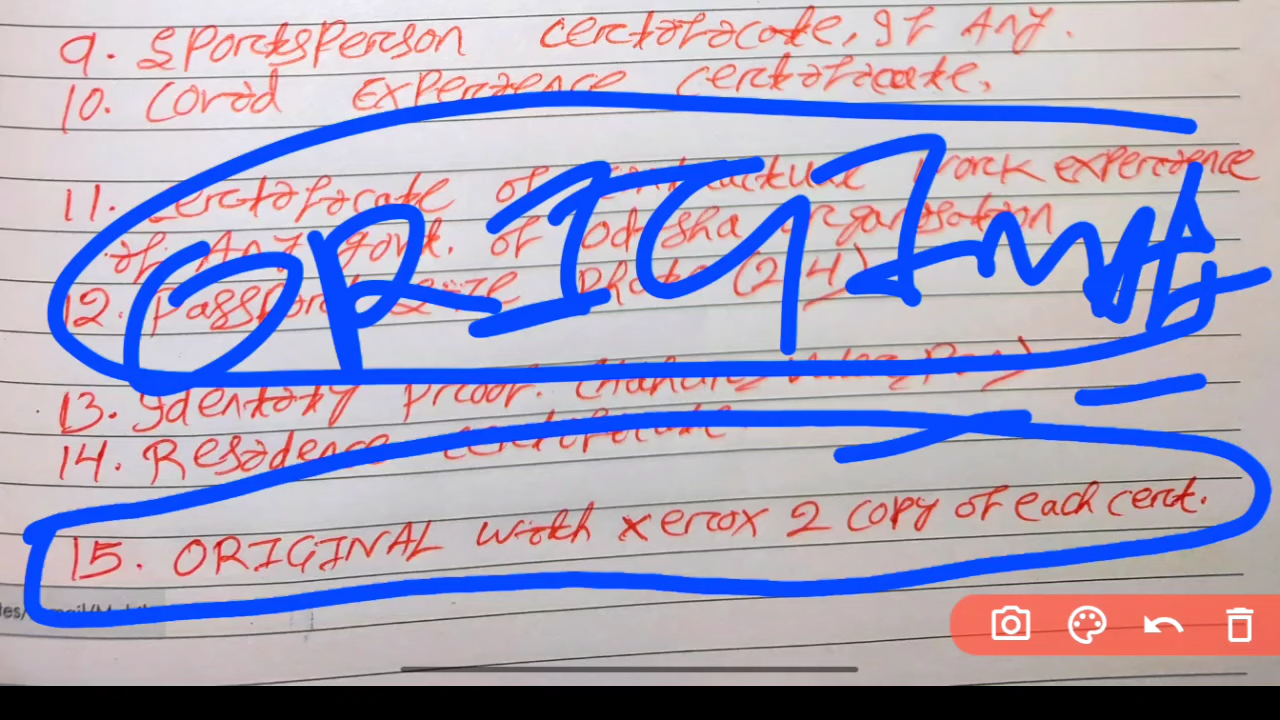 9. Sportsperson certificate, If Any.
10. Covid Experience certificate.
11. Certificate of contractual work experience
of Any govt. of Odisha organisation
12. Passport size Photo (2/4)
ORIGINAL
13. Identity Proof.
14. Residence certificate
15. ORIGINAL with xerox 2 copy of each cert.